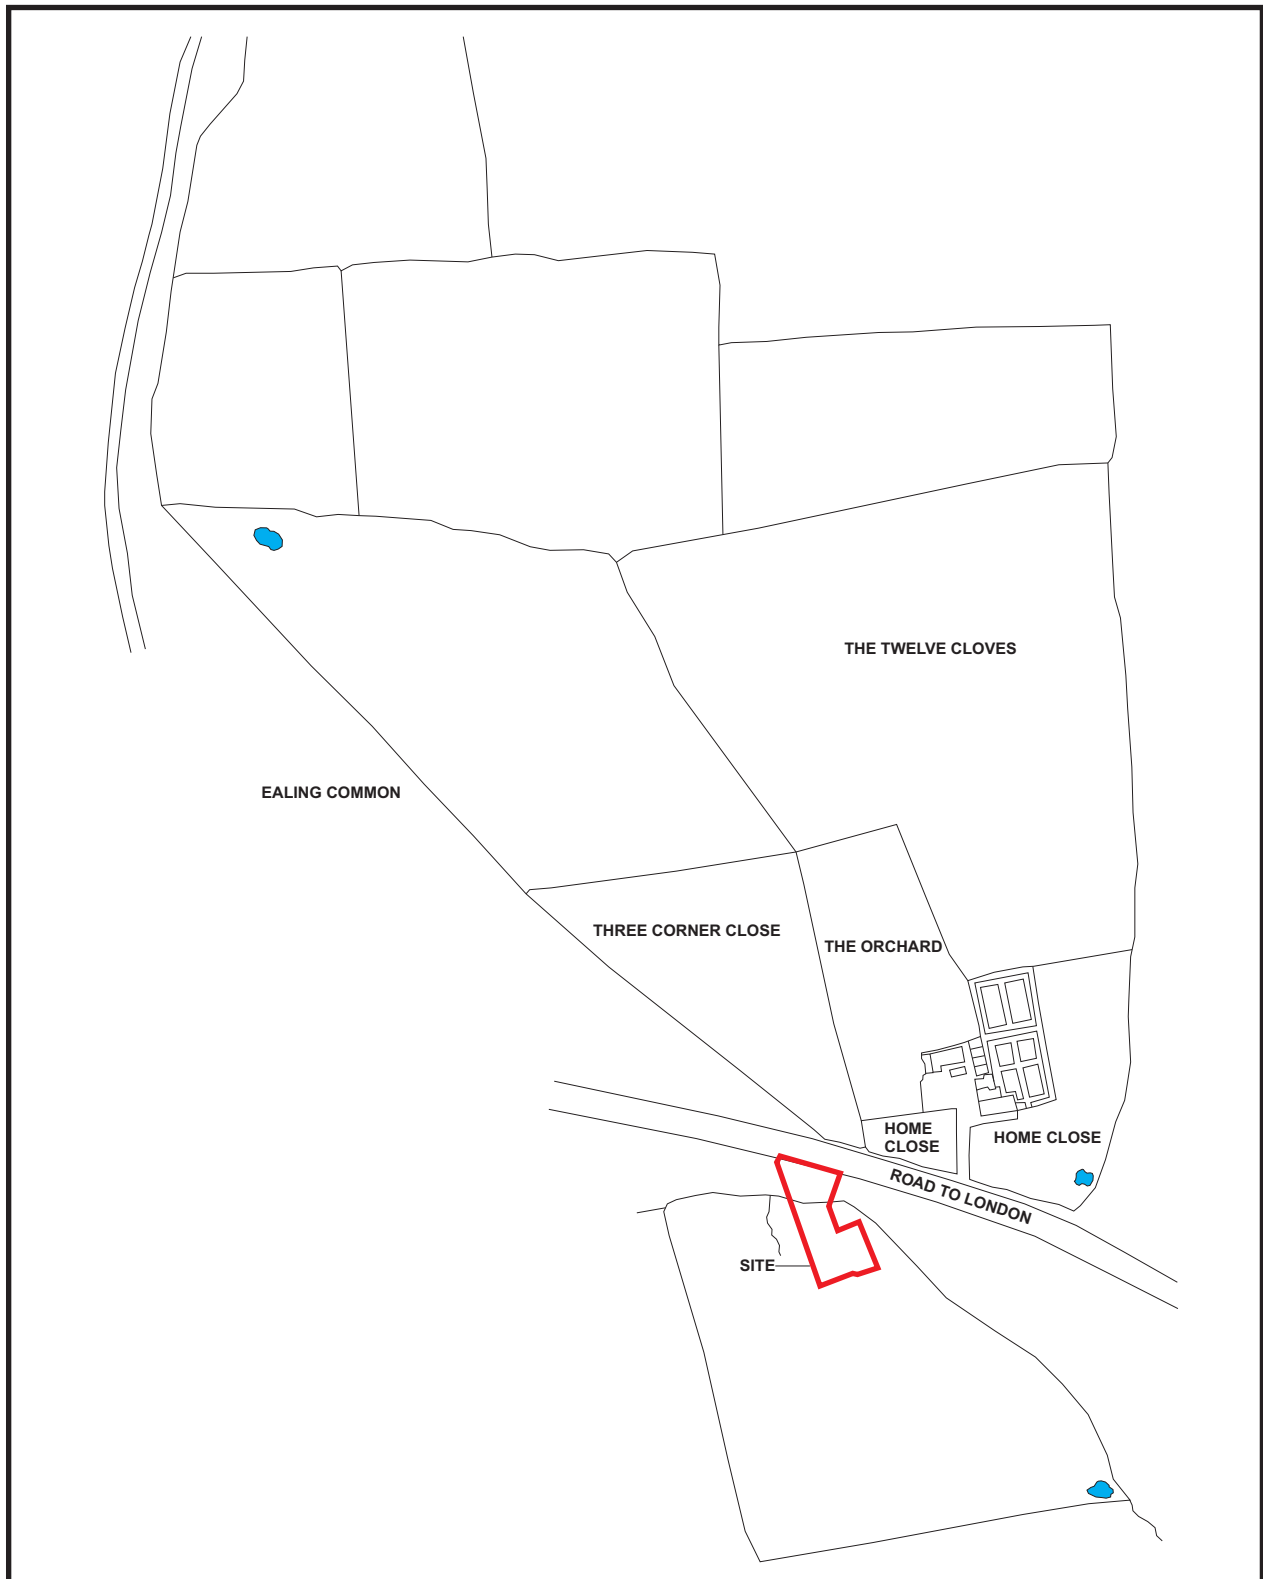 THE TWELVE CLOVES
EALING COMMON
THREE CORNER CLOSE
THE ORCHARD
HOME
CLOSE
HOME CLOSE
ROAD TO LONDON
SITE